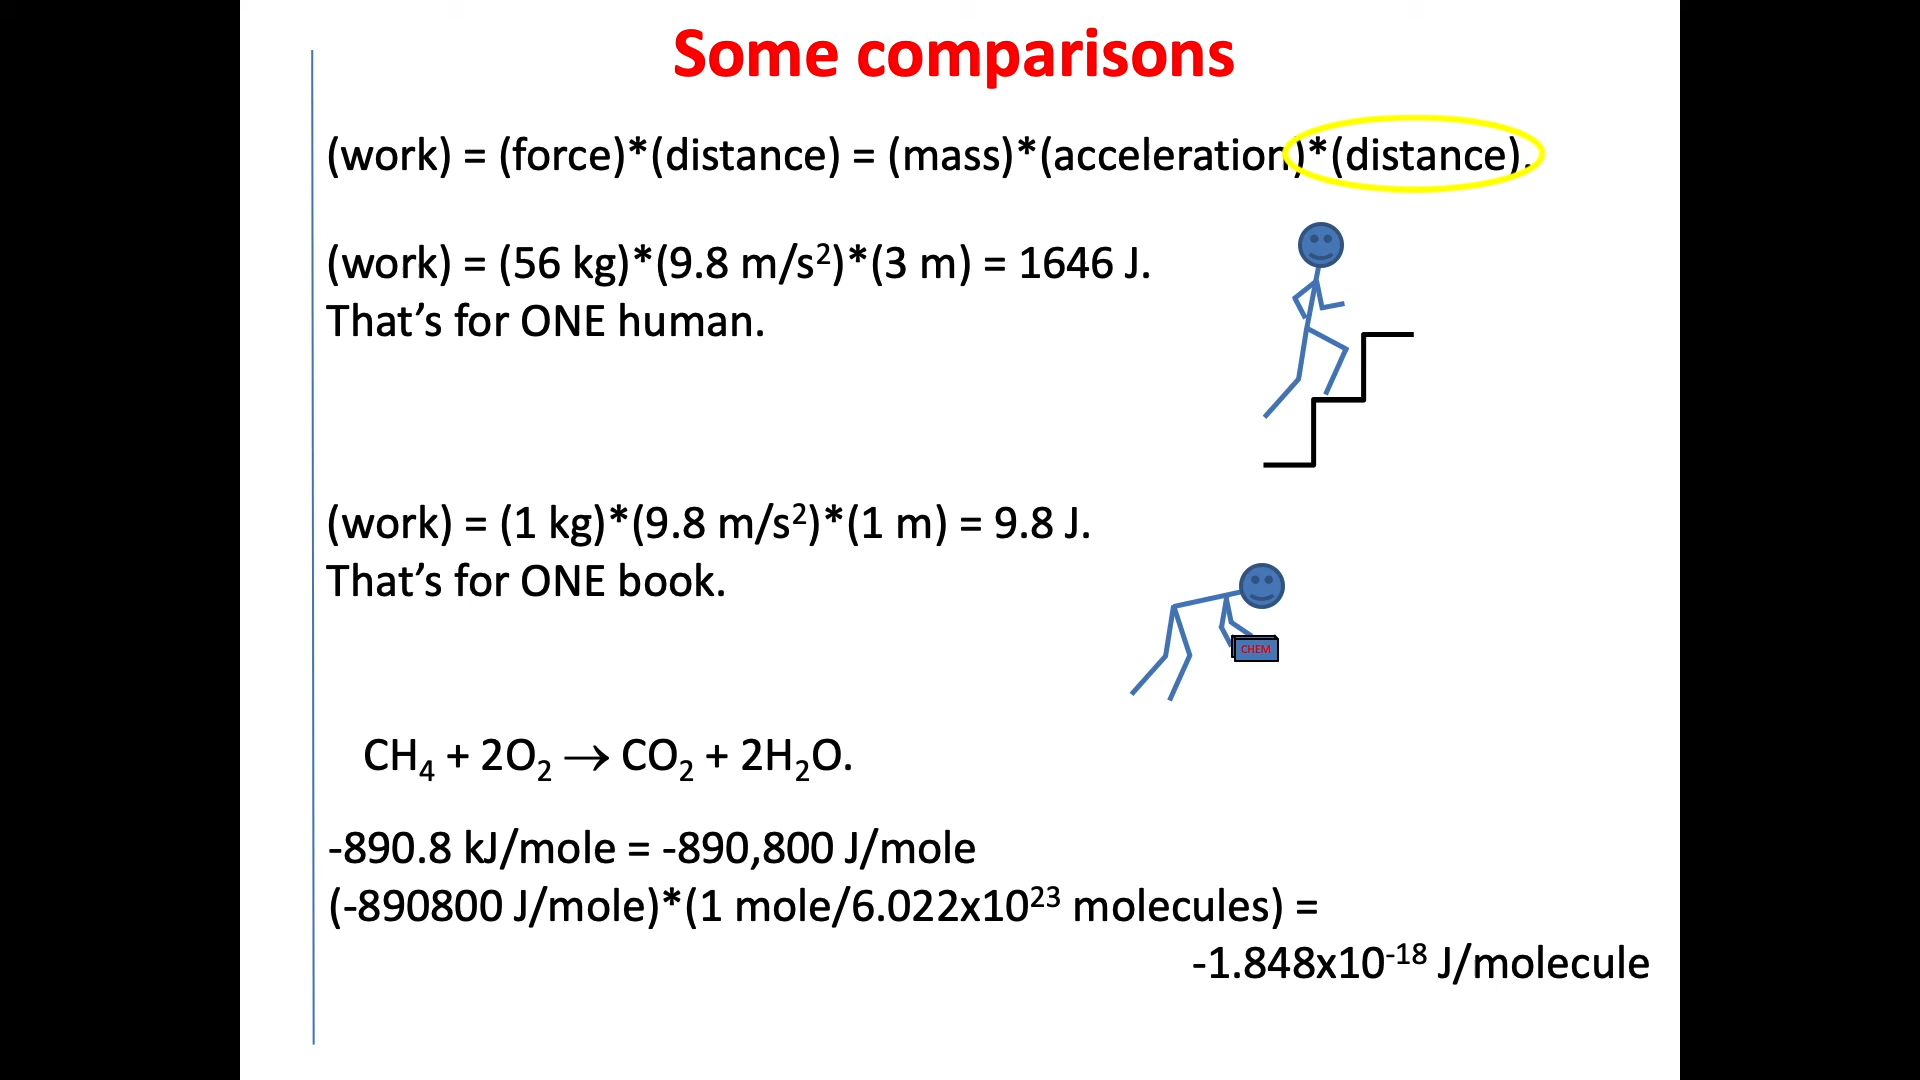 Some comparisons
(work) = (force)*(distance) = (mass)*(acceleration)*(distance).
(work) = (56 kg)*(9.8 m/s²)*(3 m) = 1646 J.
That’s for ONE human.
(work) = (1 kg)*(9.8 m/s²)*(1 m) = 9.8 J.
That’s for ONE book.
CHEM
CH₄ + 2O₂ → CO₂ + 2H₂O.
-890.8 kJ/mole = -890,800 J/mole
(-890800 J/mole)*(1 mole/6.022x10²³ molecules) =
-1.848x10⁻¹⁸ J/molecule